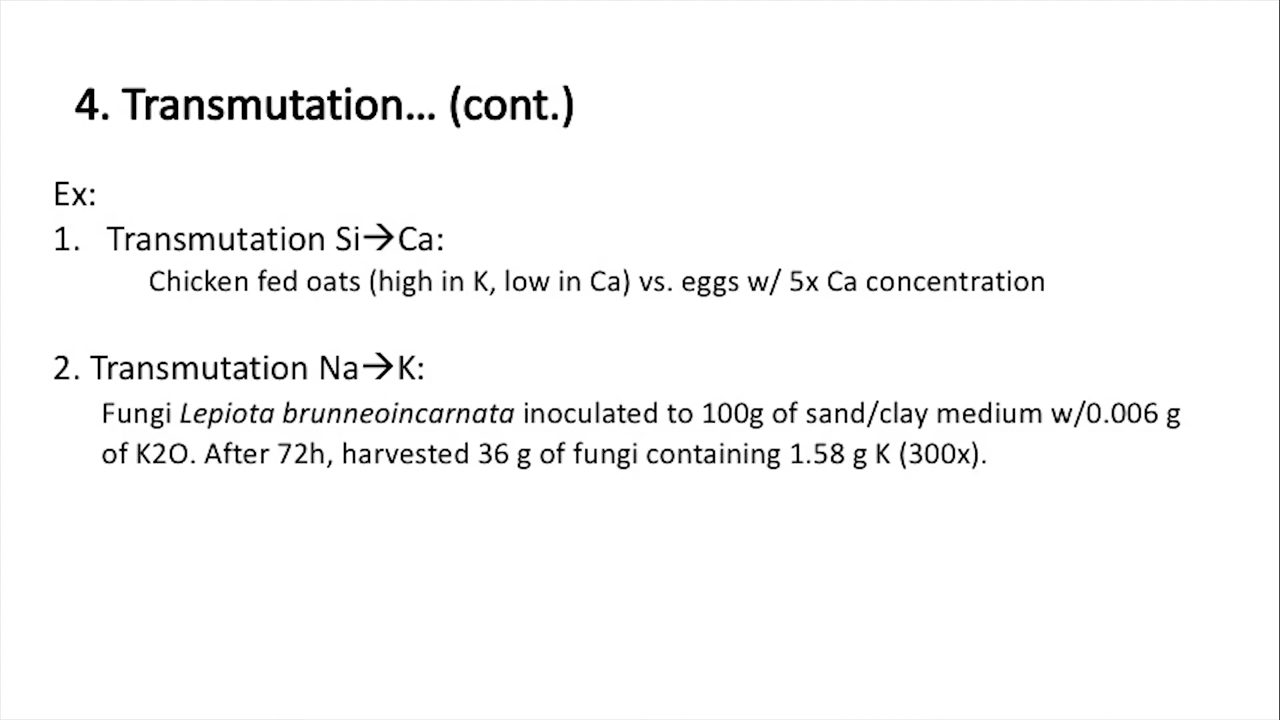 4. Transmutation... (cont.)
Ex:
1. Transmutation Si→Ca:
Chicken fed oats (high in K, low in Ca) vs. eggs w/ 5x Ca concentration
2. Transmutation Na→K:
Fungi Lepiota brunneoincarnata inoculated to 100g of sand/clay medium w/0.006 g
of K2O. After 72h, harvested 36 g of fungi containing 1.58 g K (300x).